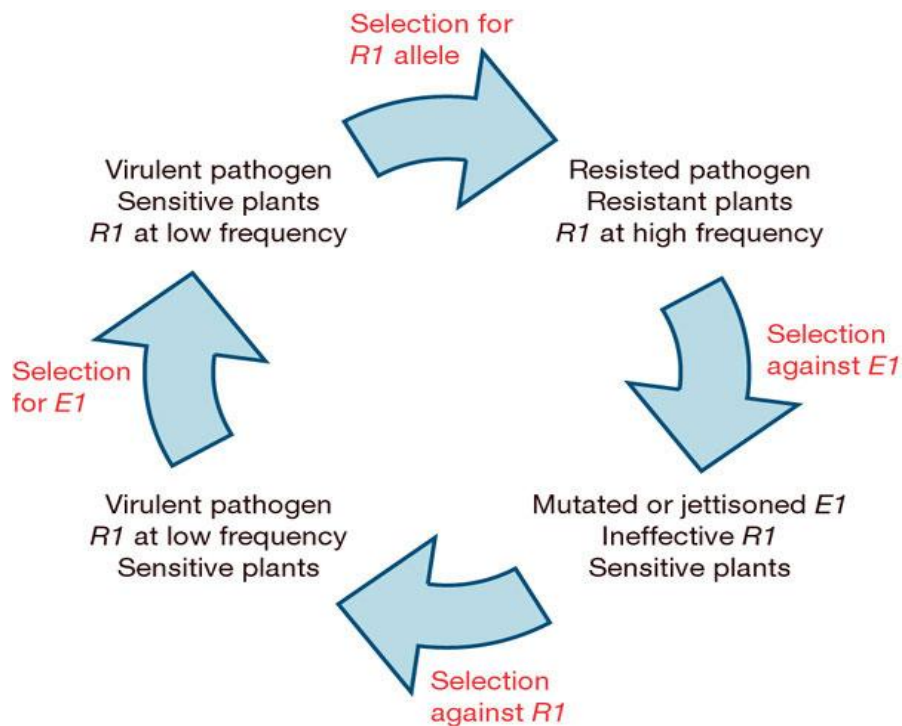 Selection for
R1 allele
Virulent pathogen
Sensitive plants
R1 at low frequency
Resisted pathogen
Resistant plants
R1 at high frequency
Selection
against E1
Mutated or jettisoned E1
Ineffective R1
Sensitive plants
Selection
against R1
Virulent pathogen
R1 at low frequency
Sensitive plants
Selection
for E1